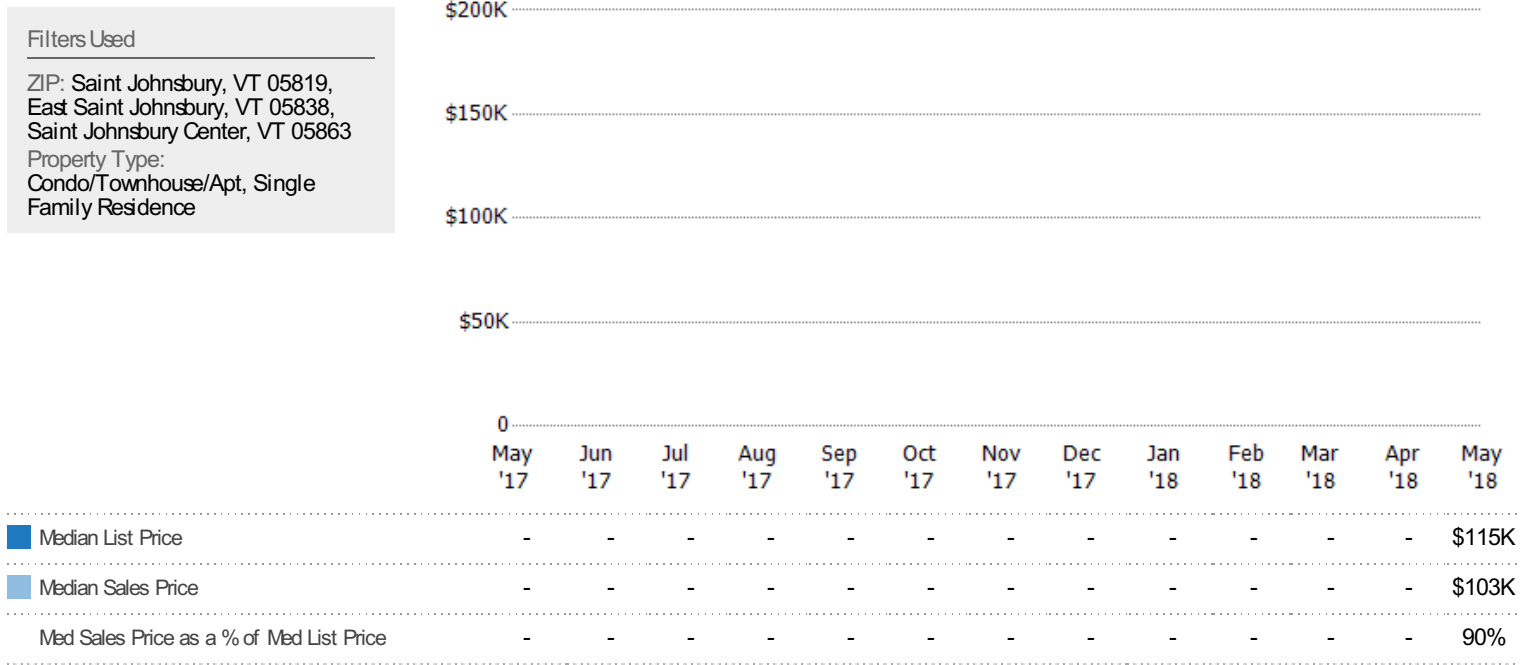 Filters Used
ZIP: Saint Johnsbury, VT 05819,
East Saint Johnsbury, VT 05838,
Saint Johnsbury Center, VT 05863
Property Type:
Condo/Townhouse/Apt, Single
Family Residence
$200K
$150K
$100K
$50K
0
May Jun Jul Aug Sep Oct Nov Dec Jan Feb Mar Apr May
'17 '17 '17 '17 '17 '17 '17 '17 '18 '18 '18 '18 '18
Median List Price - - - - - - - - - - - - $115K
Median Sales Price - - - - - - - - - - - - $103K
Med Sales Price as a % of Med List Price - - - - - - - - - - - - 90%